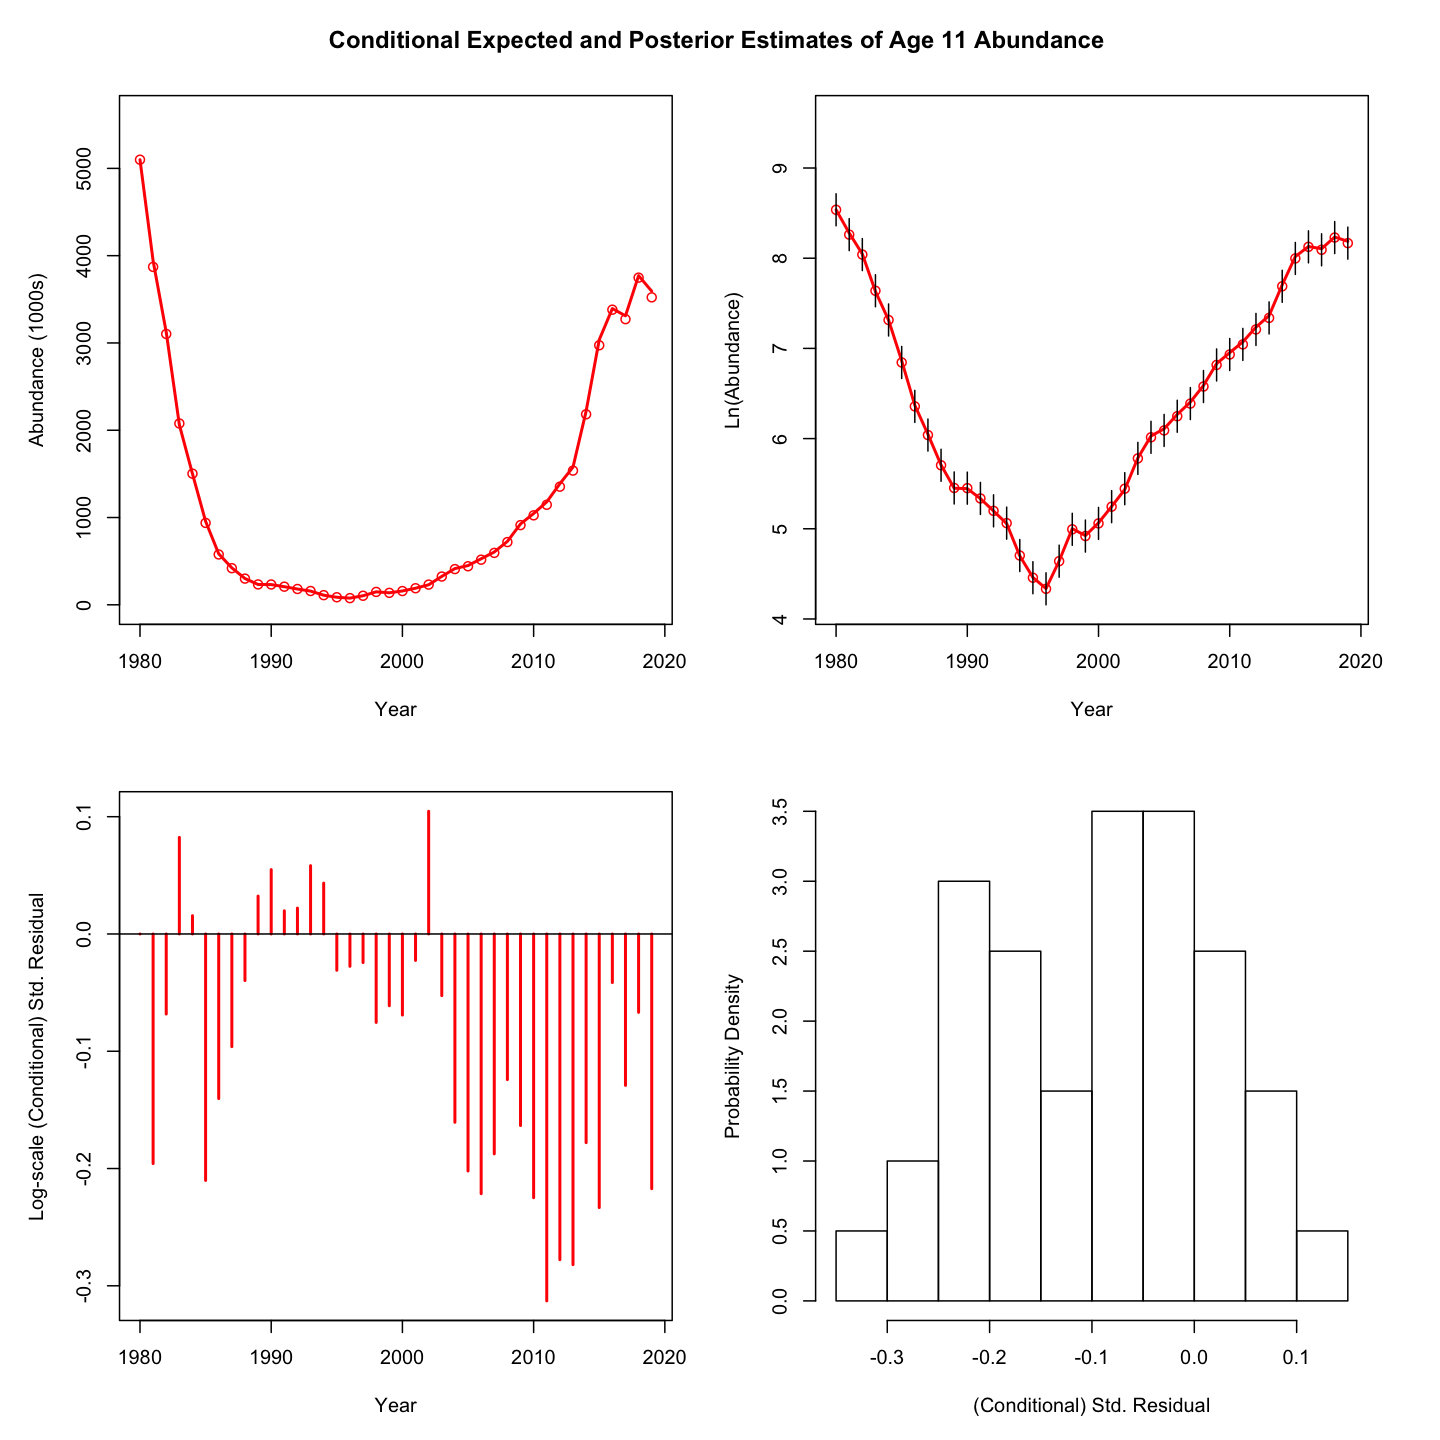 Conditional Expected and Posterior Estimates of Age 11 Abundance
Abundance (1000s)
5000
4000
3000
2000
1000
0
1980 1990 2000 2010 2020
Year
Ln(Abundance)
9
8
7
6
5
4
1980 1990 2000 2010 2020
Year
Log-scale (Conditional) Std. Residual
0.1
0.0
-0.1
-0.2
-0.3
1980 1990 2000 2010 2020
Year
Probability Density
3.5
3.0
2.5
2.0
1.5
1.0
0.5
0.0
-0.3 -0.2 -0.1 0.0 0.1
(Conditional) Std. Residual